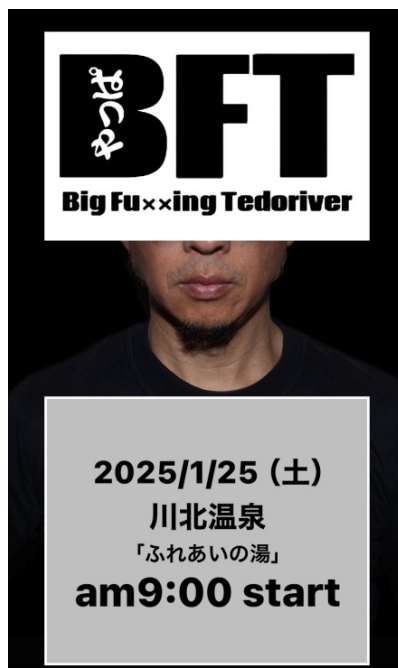 BFT
やっぱ
Big Fu××ing Tedoriver
2025/1/25（土）
川北温泉
「ふれあいの湯」
am9:00 start